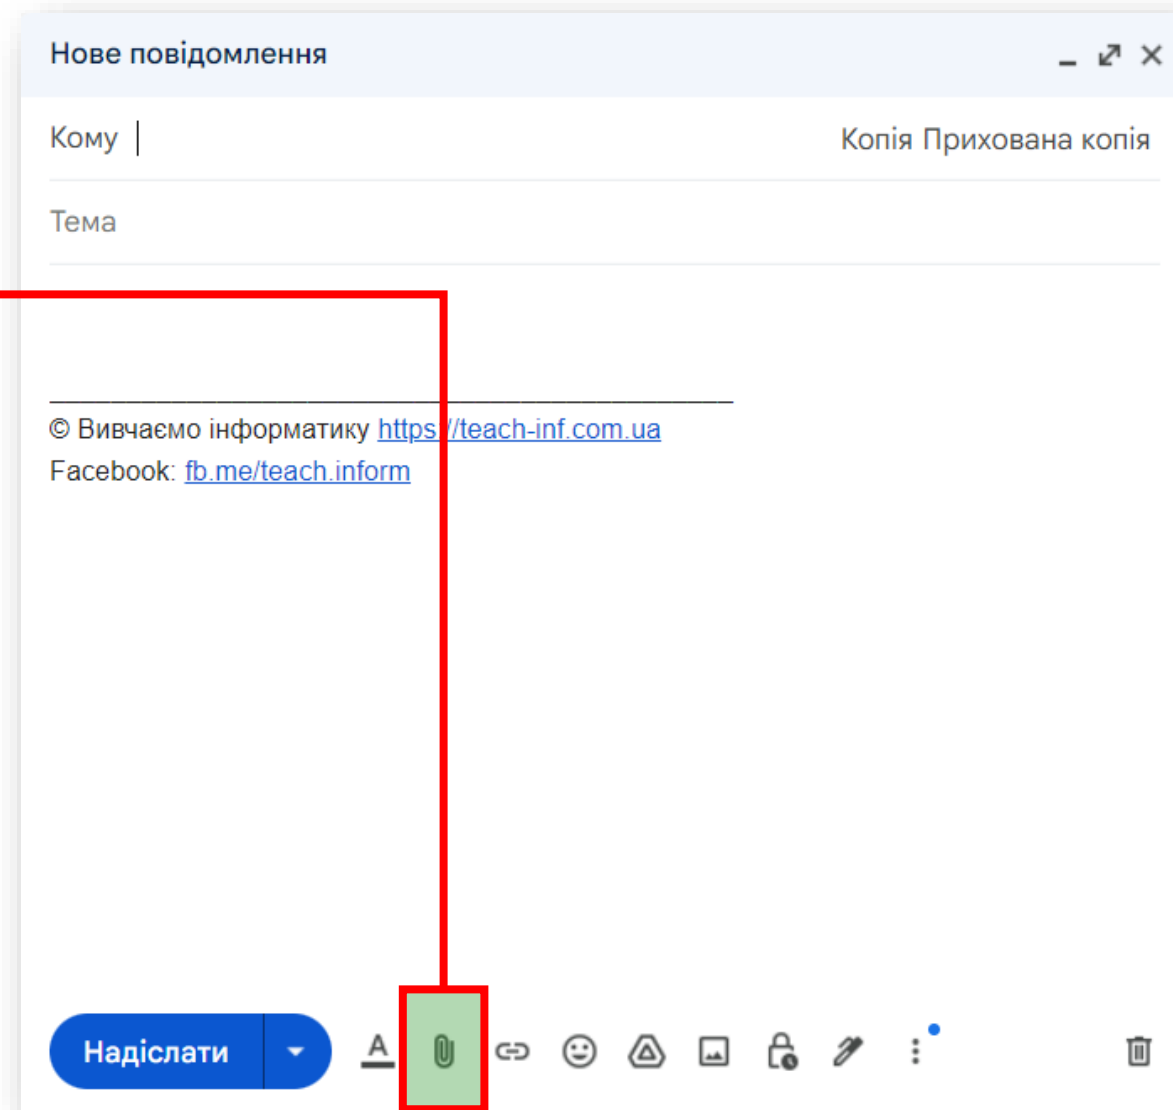 Нове повідомлення
Кому Копія Прихована копія
Тема
© Вивчаємо інформатику https://teach-inf.com.ua
Facebook: fb.me/teach.inform
Надіслати